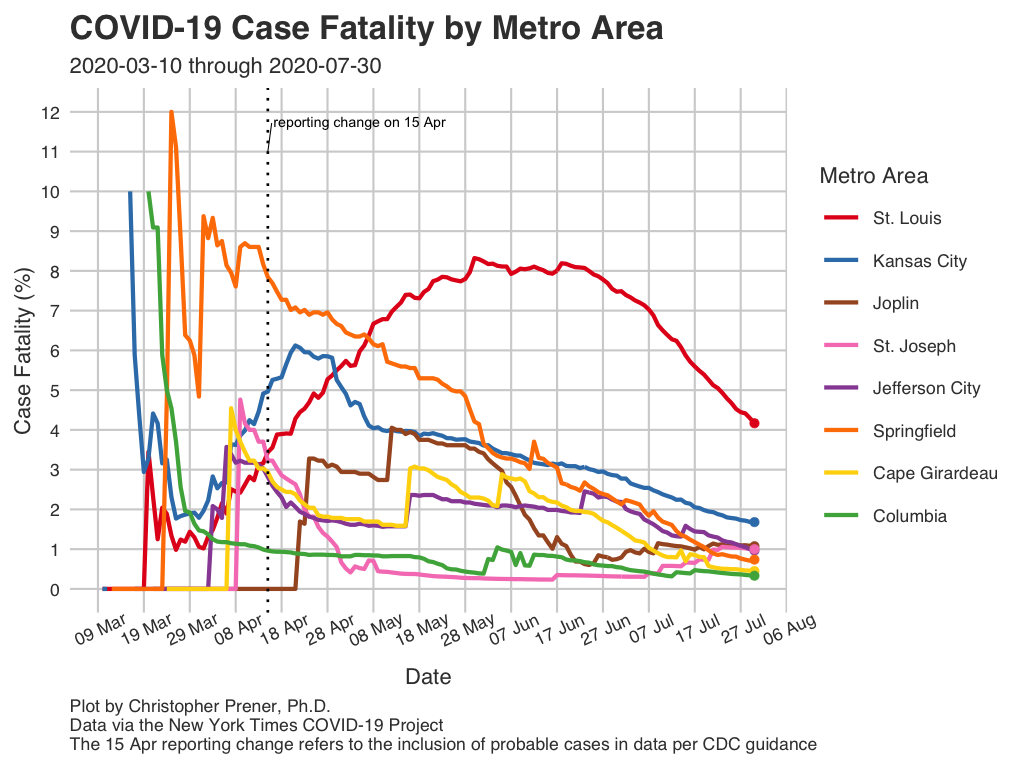 COVID-19 Case Fatality by Metro Area
2020-03-10 through 2020-07-30
12
11
10
9
8
7
6
5
4
3
2
1
0
Case Fatality (%)
reporting change on 15 Apr
09 Mar
19 Mar
29 Mar
08 Apr
18 Apr
28 Apr
08 May
18 May
28 May
07 Jun
17 Jun
27 Jun
07 Jul
17 Jul
27 Jul
06 Aug
Date
Metro Area
St. Louis
Kansas City
Joplin
St. Joseph
Jefferson City
Springfield
Cape Girardeau
Columbia
Plot by Christopher Prener, Ph.D.
Data via the New York Times COVID-19 Project
The 15 Apr reporting change refers to the inclusion of probable cases in data per CDC guidance